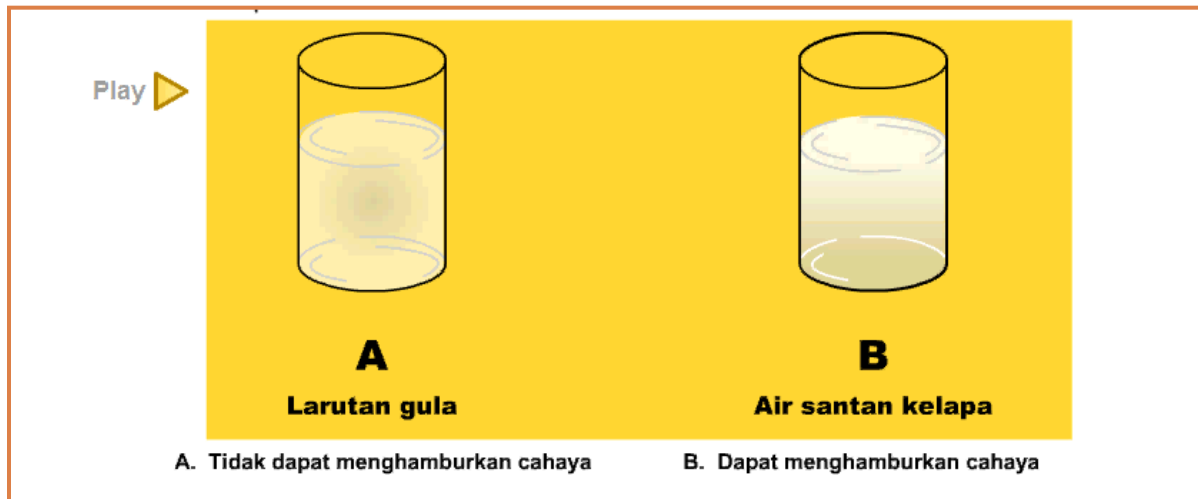 Play
A
B
Larutan gula
Air santan kelapa
A. Tidak dapat menghamburkan cahaya
B. Dapat menghamburkan cahaya